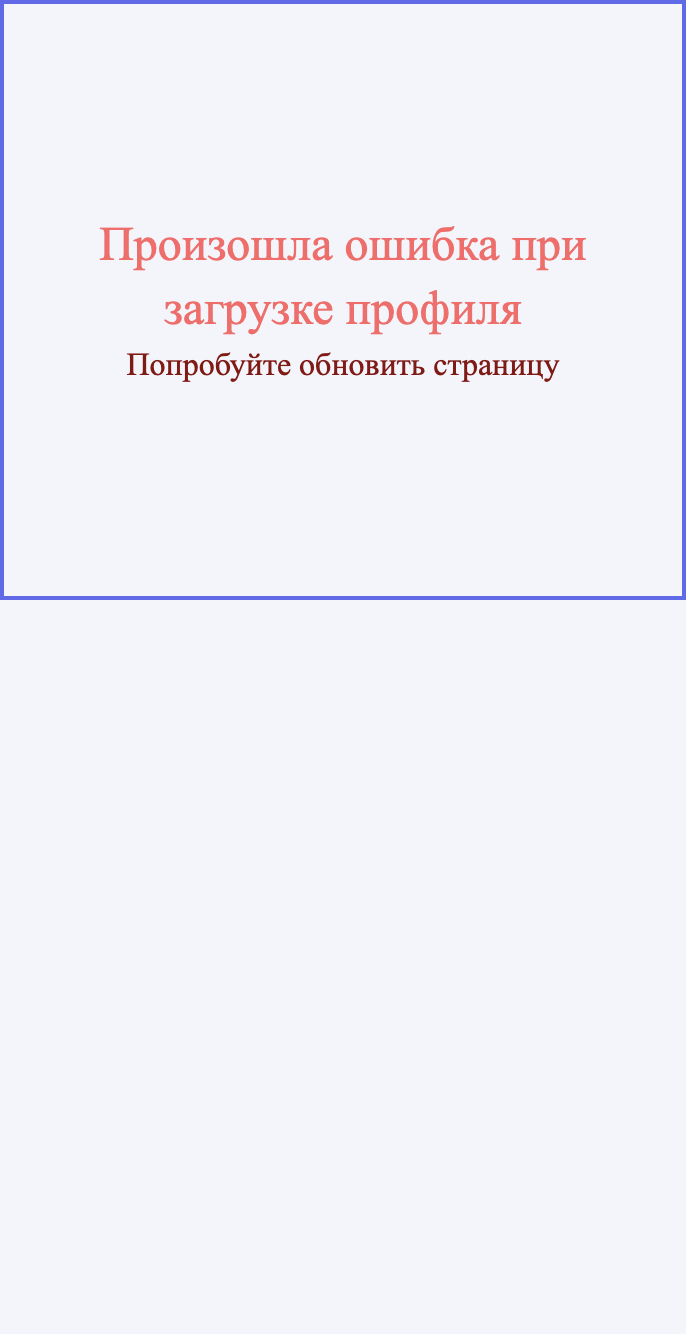 Произошла ошибка при
загрузке профиля
Попробуйте обновить страницу